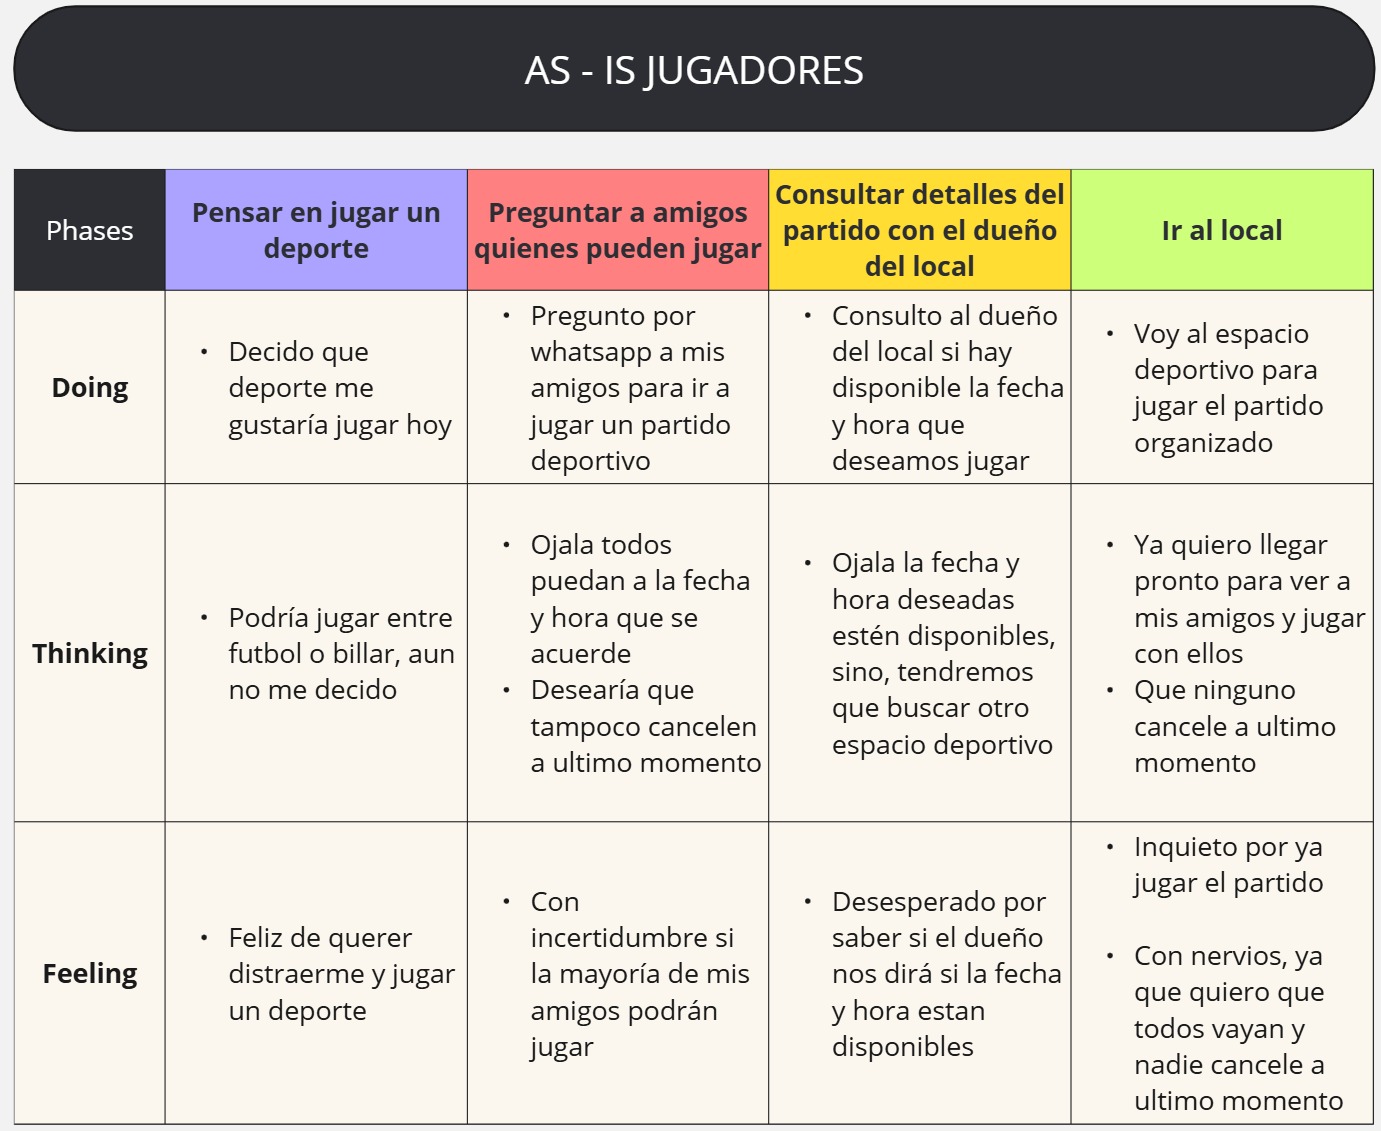 AS - IS JUGADORES
Phases
Pensar en jugar un
deporte
Preguntar a amigos
quienes pueden jugar
Consultar detalles del
partido con el dueño
del local
Ir al local
Doing
• Decido que
deporte me
gustaría jugar hoy
• Pregunto por
whatsapp a mis
amigos para ir a
jugar un partido
deportivo
• Consulto al dueño
del local si hay
disponible la fecha
y hora que
deseamos jugar
• Voy al espacio
deportivo para
jugar el partido
organizado
Thinking
• Podría jugar entre
futbol o billar, aun
no me decido
• Ojala todos
puedan a la fecha
y hora que se
acuerde
• Desearía que
tampoco cancelen
a ultimo momento
• Ojala la fecha y
hora deseadas
estén disponibles,
sino, tendremos
que buscar otro
espacio deportivo
• Ya quiero llegar
pronto para ver a
mis amigos y jugar
con ellos
• Que ninguno
cancele a ultimo
momento
Feeling
• Feliz de querer
distraerme y jugar
un deporte
• Con
incertidumbre si
la mayoría de mis
amigos podrán
jugar
• Desesperado por
saber si el dueño
nos dirá si la fecha
y hora estan
disponibles
• Inquieto por ya
jugar el partido
• Con nervios, ya
que quiero que
todos vayan y
nadie cancele a
ultimo momento